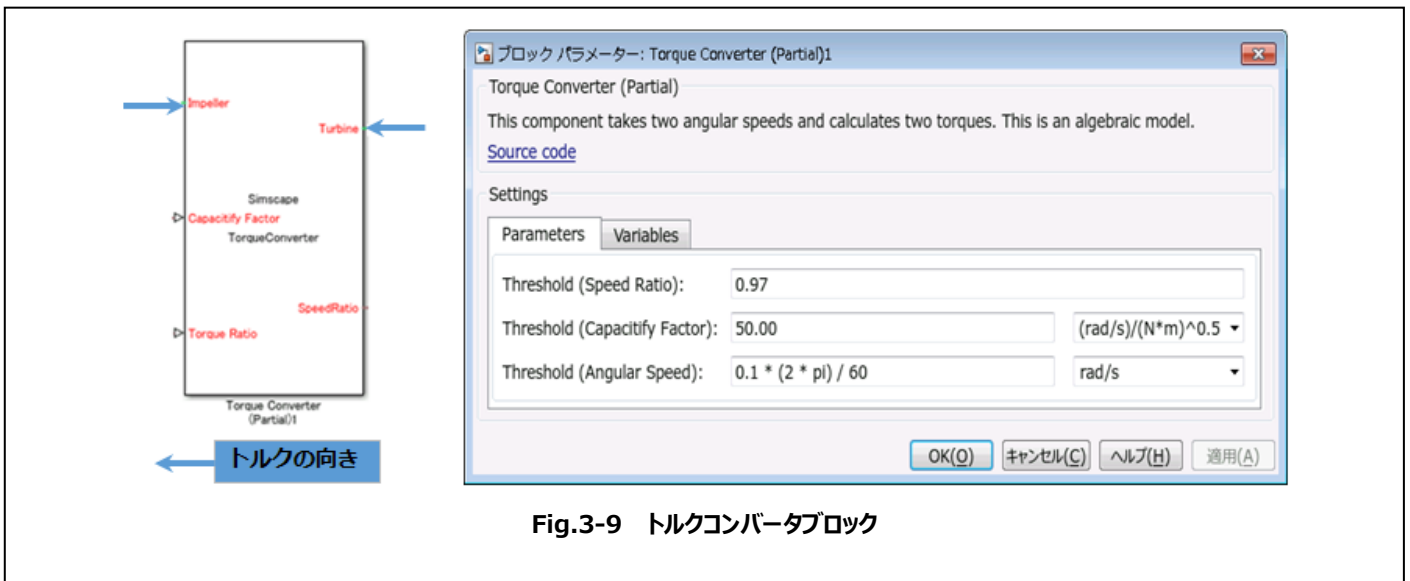 Impeller
Turbine
Simscape
Capacitify Factor
TorqueConverter
SpeedRatio
Torque Ratio
Torque Converter
(Partial)1
トルクの向き
ブロック パラメーター: Torque Converter (Partial)1
Torque Converter (Partial)
This component takes two angular speeds and calculates two torques. This is an algebraic model.
Source code
Settings
Parameters Variables
Threshold (Speed Ratio): 0.97
Threshold (Capacitify Factor): 50.00 (rad/s)/(N*m)^0.5
Threshold (Angular Speed): 0.1 * (2 * pi) / 60 rad/s
OK(O) キャンセル(C) ヘルプ(H) 適用(A)
Fig.3-9 トルクコンバータブロック